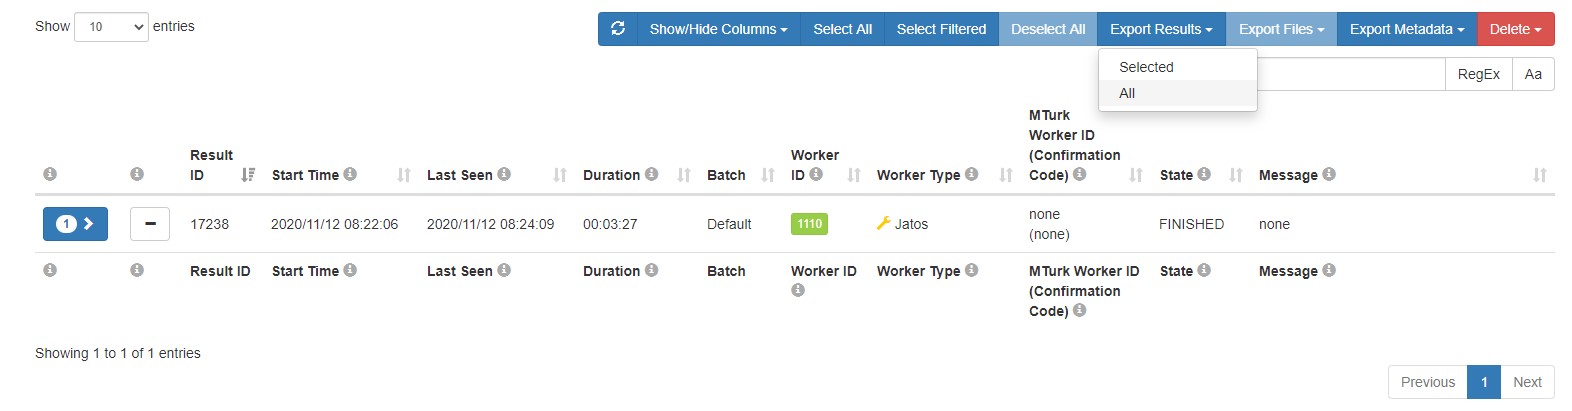 Show 10 entries
Show/Hide Columns Select All Select Filtered Deselect All Export Results Export Files Export Metadata Delete
Selected
All
RegEx Aa
Result ID Start Time Last Seen Duration Batch Worker ID Worker Type MTurk Worker ID (Confirmation Code) State Message
1 17238 2020/11/12 08:22:06 2020/11/12 08:24:09 00:03:27 Default 1110 Jatos none (none) FINISHED none
Result ID Start Time Last Seen Duration Batch Worker ID Worker Type MTurk Worker ID (Confirmation Code) State Message
Showing 1 to 1 of 1 entries
Previous 1 Next